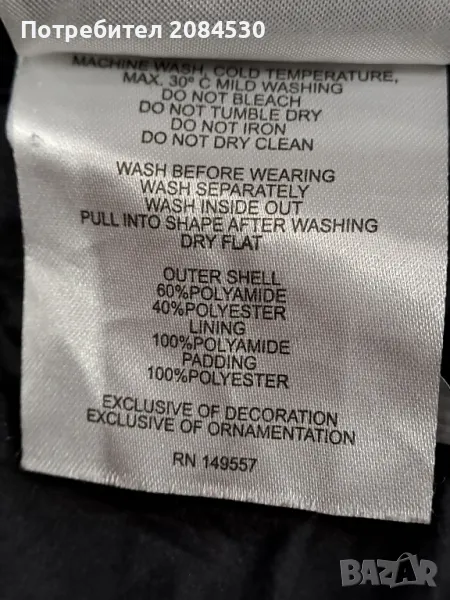 Потребител 2084530
MACHINE WASH, COLD TEMPERATURE,
MAX. 30º C MILD WASHING
DO NOT BLEACH
DO NOT TUMBLE DRY
DO NOT IRON
DO NOT DRY CLEAN
WASH BEFORE WEARING
WASH SEPARATELY
WASH INSIDE OUT
PULL INTO SHAPE AFTER WASHING
DRY FLAT
OUTER SHELL
60%POLYAMIDE
40%POLYESTER
LINING
100%POLYAMIDE
PADDING
100%POLYESTER
EXCLUSIVE OF DECORATION
EXCLUSIVE OF ORNAMENTATION
RN 149557
BAZAR